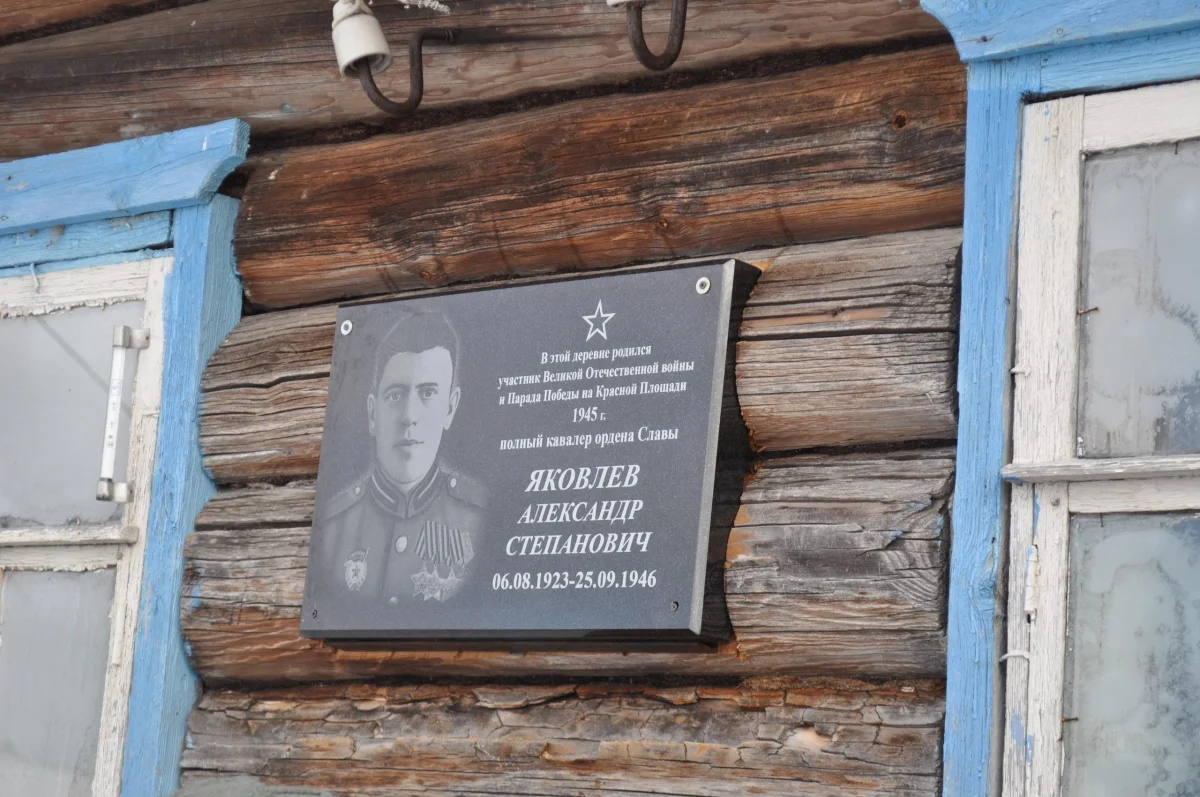 В этой деревне родился
участник Великой Отечественной войны
и Парада Победы на Красной Площади
1945 г.
полный кавалер ордена Славы
ЯКОВЛЕВ
АЛЕКСАНДР
СТЕПАНОВИЧ
06.08.1923-25.09.1946